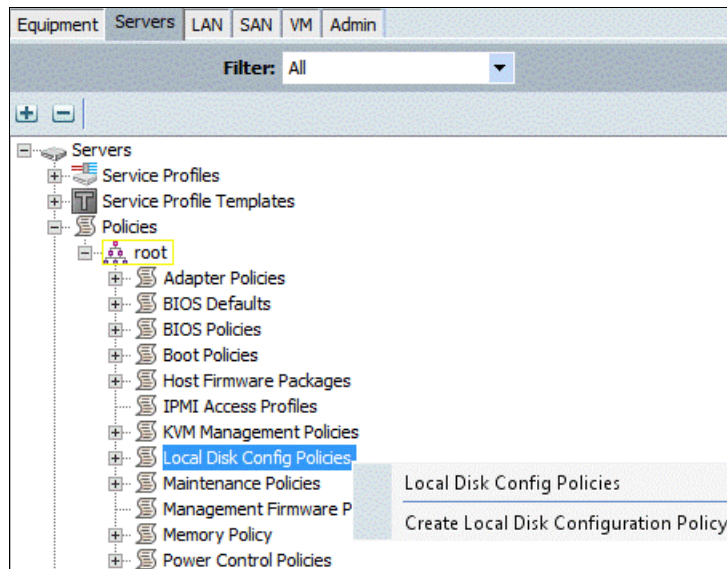 Equipment Servers LAN SAN VM Admin
Filter: All
Servers
Service Profiles
T Service Profile Templates
Policies
root
Adapter Policies
BIOS Defaults
BIOS Policies
Boot Policies
Host Firmware Packages
IPMI Access Profiles
KVM Management Policies
Local Disk Config Policies
Local Disk Config Policies
Maintenance Policies
Management Firmware P
Create Local Disk Configuration Policy
Memory Policy
Power Control Policies